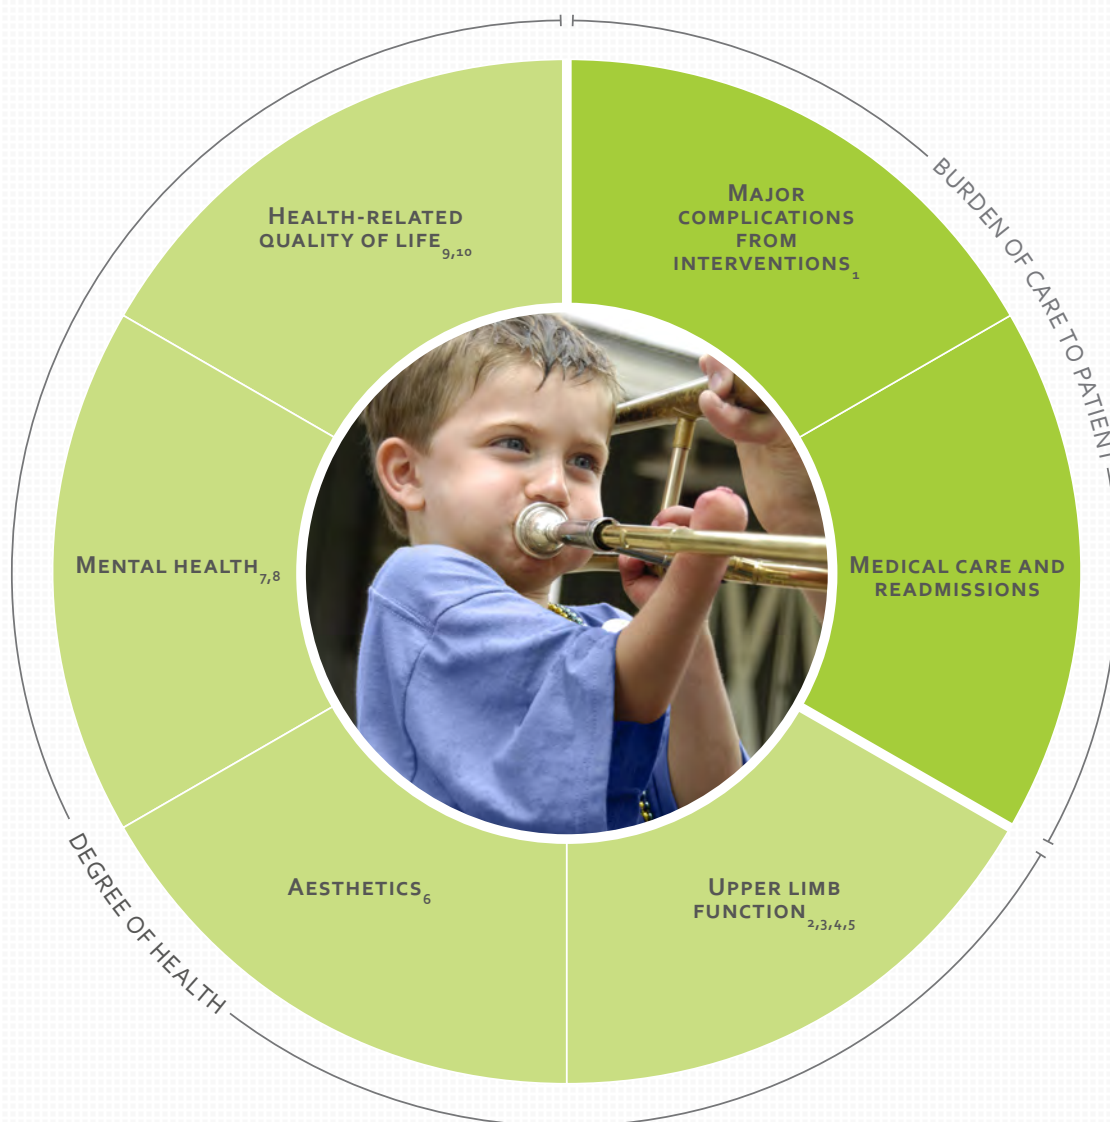 BURDEN OF CARE TO PATIENT
MAJOR
COMPLICATIONS
FROM
INTERVENTIONS1
HEALTH-RELATED
QUALITY OF LIFE9,10
MEDICAL CARE AND
READMISSIONS
MENTAL HEALTH7,8
UPPER LIMB
FUNCTION2,3,4,5
AESTHETICS6
DEGREE OF HEALTH